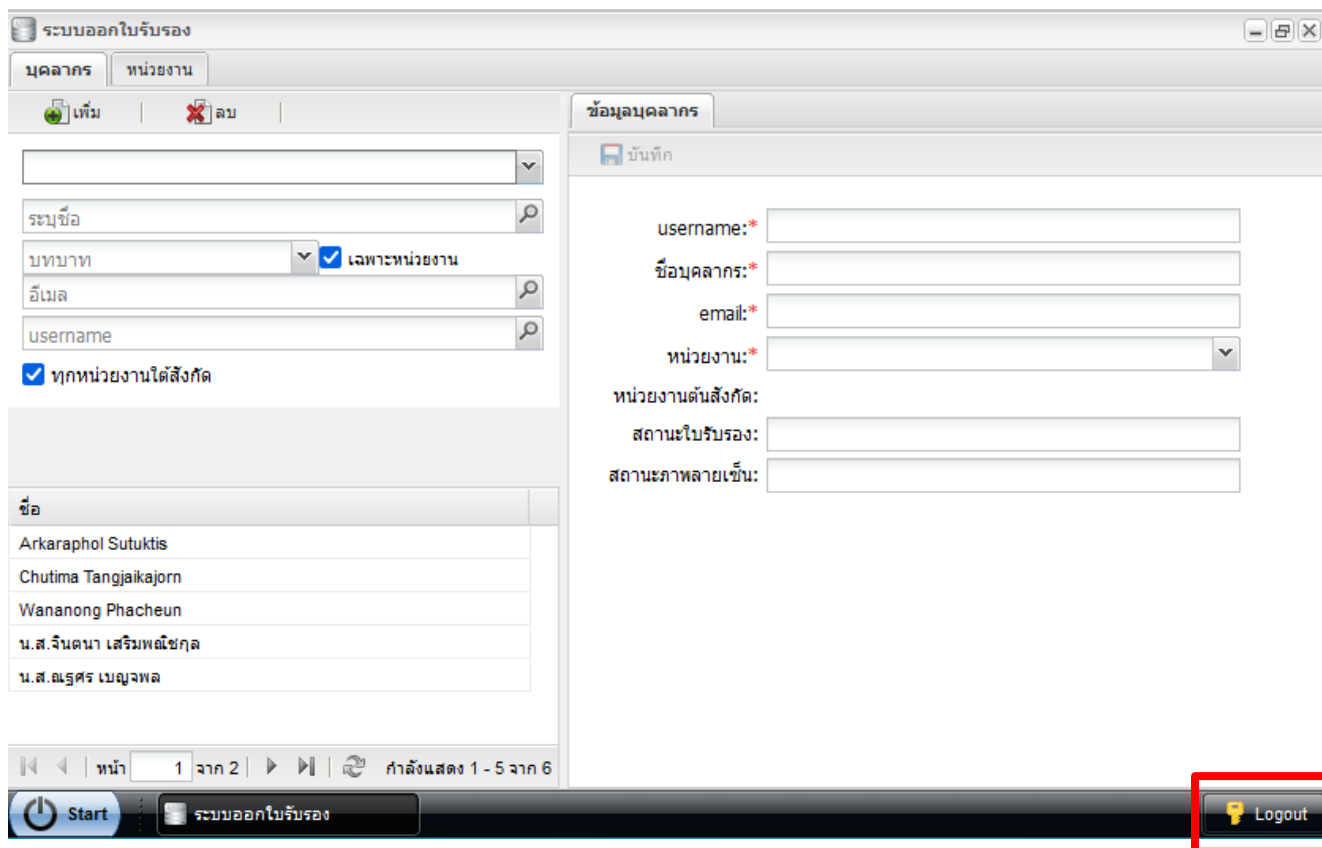 ระบบออกใบรับรอง
บุคลากร หน่วยงาน
เพิ่ม ลบ
ระบุชื่อ
บทบาท เฉพาะหน่วยงาน
อีเมล
username
ทุกหน่วยงานใต้สังกัด
ชื่อ
Arkaraphol Sutuktis
Chutima Tangjaikajorn
Wananong Phacheun
น.ส.จินตนา เสริมพณิชกุล
น.ส.ณฐศร เบญจพล
หน้า 1 จาก 2 กำลังแสดง 1 - 5 จาก 6
ข้อมูลบุคลากร
บันทึก
username:*
ชื่อบุคลากร:*
email:*
หน่วยงาน:*
หน่วยงานต้นสังกัด:
สถานะใบรับรอง:
สถานะภาพลายเซ็น:
Start ระบบออกใบรับรอง Logout